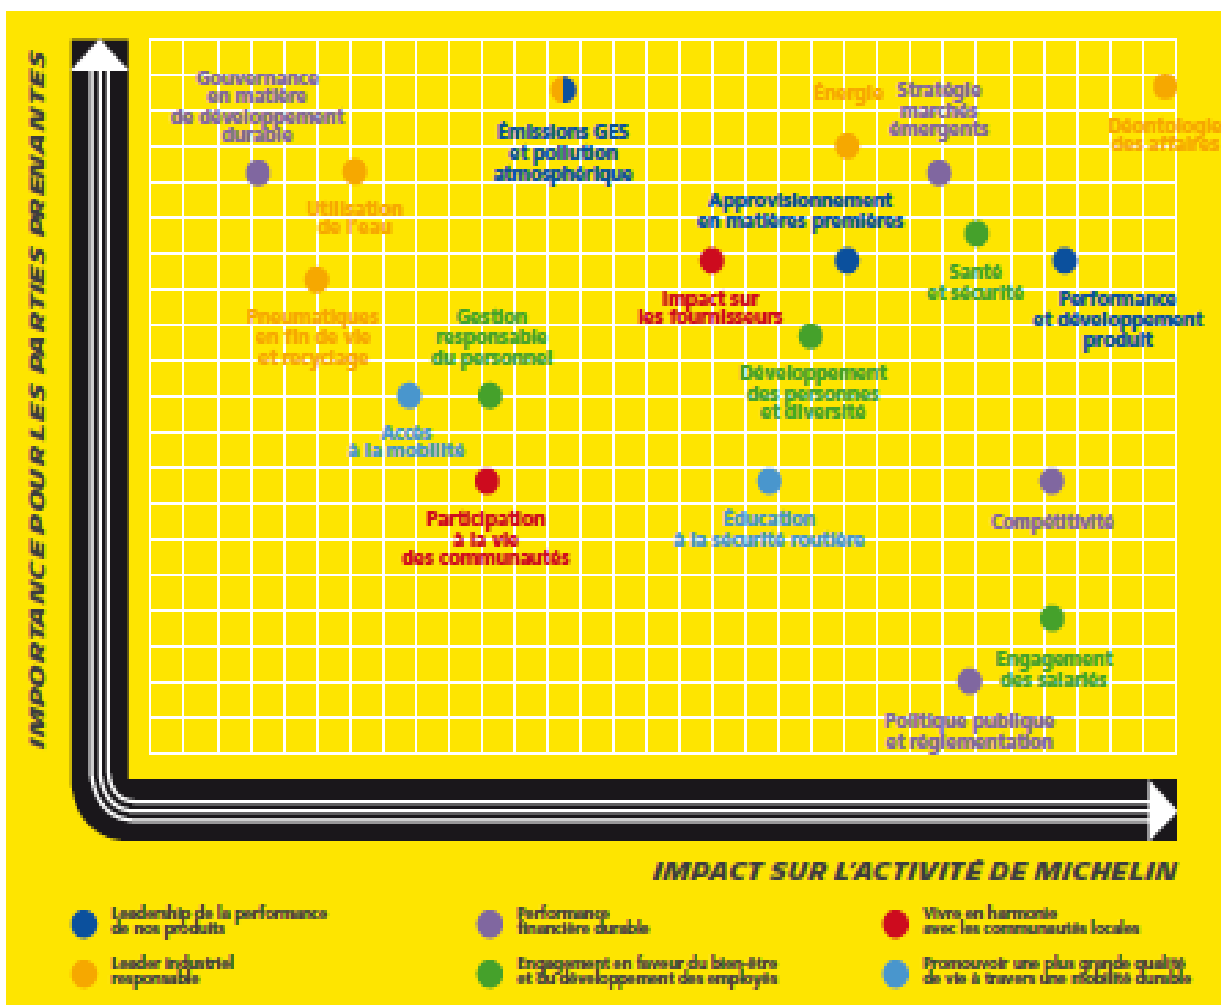 IMPORTANCE POUR LES PARTIES PRENANTES
Gouvernance
en matière
de développement
durable
Utilisation
de l'eau
Émissions GES
et pollution
atmosphérique
Énergie
Stratégie
marchés
émergents
Déontologie
des affaires
Approvisionnement
en matières premières
Santé
et sécurité
Impact sur
les fournisseurs
Performance
et développement
produit
Pneumatiques
en fin de vie
et recyclage
Gestion
responsable
du personnel
Développement
des personnes
et diversité
Accès
à la mobilité
Participation
à la vie
des communautés
Éducation
à la sécurité routière
Compétitivité
Engagement
des salariés
Politique publique
et réglementation
IMPACT SUR L'ACTIVITÉ DE MICHELIN
Leadership de la performance
de nos produits
Performance
financière durable
Vivre en harmonie
avec les communautés locales
Leader industriel
responsable
Engagement en faveur du bien-être
et du développement des employés
Promouvoir une plus grande qualité
de vie à travers une mobilité durable